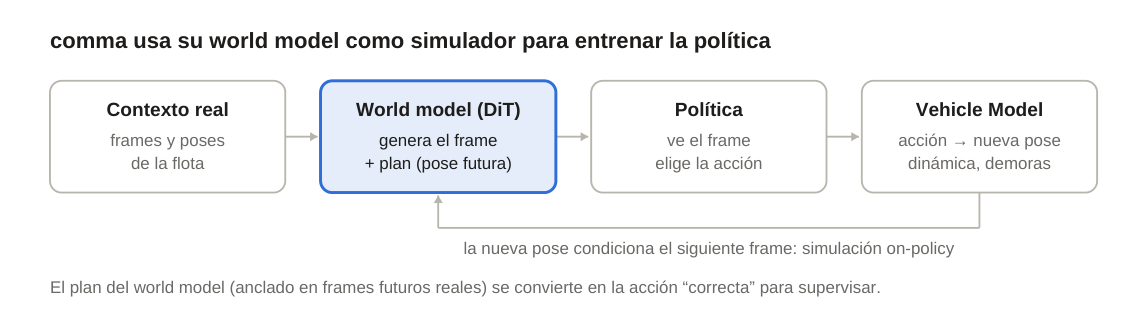 comma usa su world model como simulador para entrenar la política
Contexto real
frames y poses
de la flota
World model (DiT)
genera el frame
+ plan (pose futura)
Política
ve el frame
elige la acción
Vehicle Model
acción → nueva pose
dinámica, demoras
la nueva pose condiciona el siguiente frame: simulación on-policy
El plan del world model (anclado en frames futuros reales) se convierte en la acción “correcta” para supervisar.